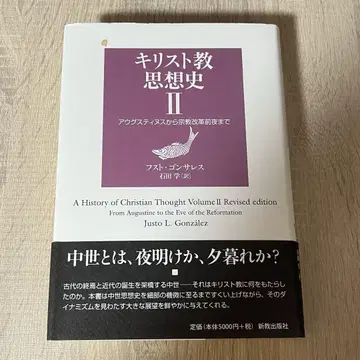 キリスト教
思想史
II
アウグスティヌスから宗教改革前夜まで
フスト・ゴンサレス
石田 学〔訳〕
A History of Christian Thought Volume II Revised edition
From Augustine to the Eve of the Reformation
Justo L. González
中世とは、夜明けか、夕暮れか?
古代の終焉と近代の誕生を架橋する中世──それはキリスト教に何をもたらし
たのか。本書は中世思想史を細部の機微に至るまですくい上げながら、そのダ
イナミズムを見わたす大きな展望を鮮やかに与えてくれる。
定価(本体5000円+税) 新教出版社